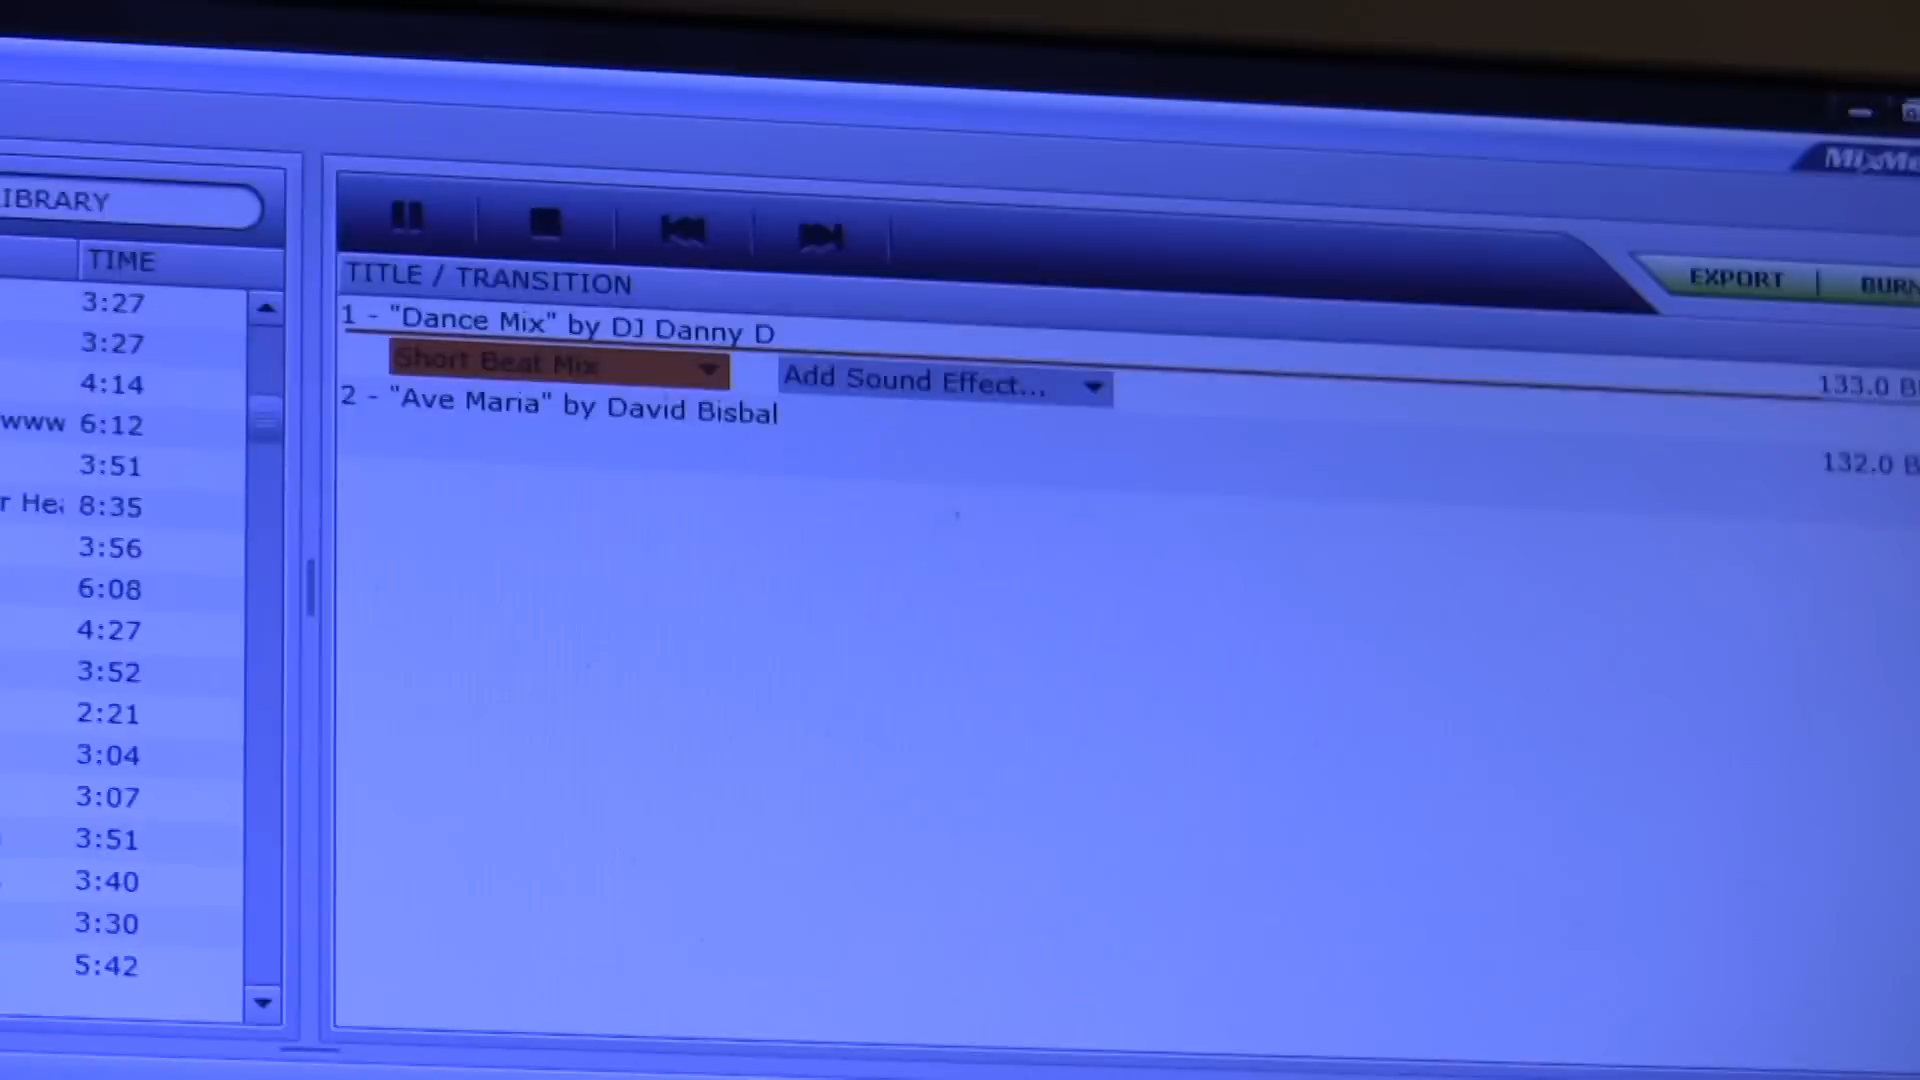 IBRARY
TIME
3:27
3:27
4:14
www 6:12
3:51
r Hea 8:35
3:56
6:08
4:27
3:52
2:21
3:04
3:07
3:51
3:40
3:30
5:42
MixMe
EXPORT | BURN
TITLE / TRANSITION
1 - "Dance Mix" by DJ Danny D
Short Beat Mix
Add Sound Effect...
133.0 B
2 - "Ave Maria" by David Bisbal
132.0 B